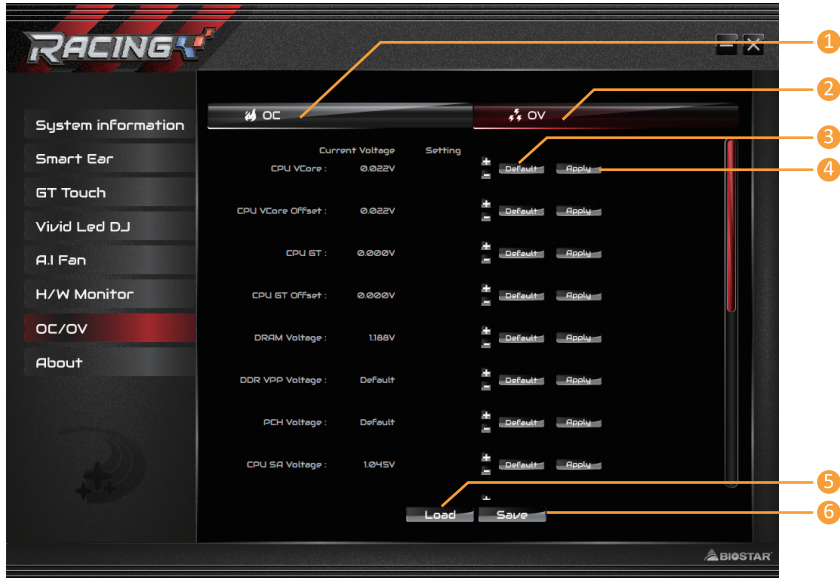 RACING
1
2
OC
OV
System information
Smart Ear
GT Touch
Vivid Led DJ
A.I Fan
H/W Monitor
OC/OV
About
Current Voltage Setting
3
4
CPU VCore : 0.022V + - Default Apply
CPU VCore Offset : 0.022V + - Default Apply
CPU GT : 0.000V + - Default Apply
CPU GT Offset : 0.000V + - Default Apply
DRAM Voltage : 1.188V + - Default Apply
DDR VPP Voltage : Default + - Default Apply
PCH Voltage : Default + - Default Apply
CPU SA Voltage : 1.045V + - Default Apply
+
5
Load Save
6
BIOSTAR